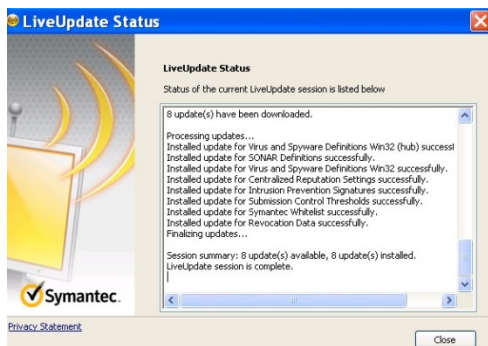 LiveUpdate Status
LiveUpdate Status
Status of the current LiveUpdate session is listed below
8 update(s) have been downloaded.
Processing updates...
Installed update for Virus and Spyware Definitions Win32 (hub) successf
Installed update for SONAR Definitions successfully.
Installed update for Virus and Spyware Definitions Win32 successfully.
Installed update for Centralized Reputation Settings successfully.
Installed update for Intrusion Prevention Signatures successfully.
Installed update for Submission Control Thresholds successfully.
Installed update for Symantec Whitelist successfully.
Installed update for Revocation Data successfully.
Finalizing updates...
Session summary: 8 update(s) available, 8 update(s) installed.
LiveUpdate session is complete.
Symantec.
Privacy Statement
Close